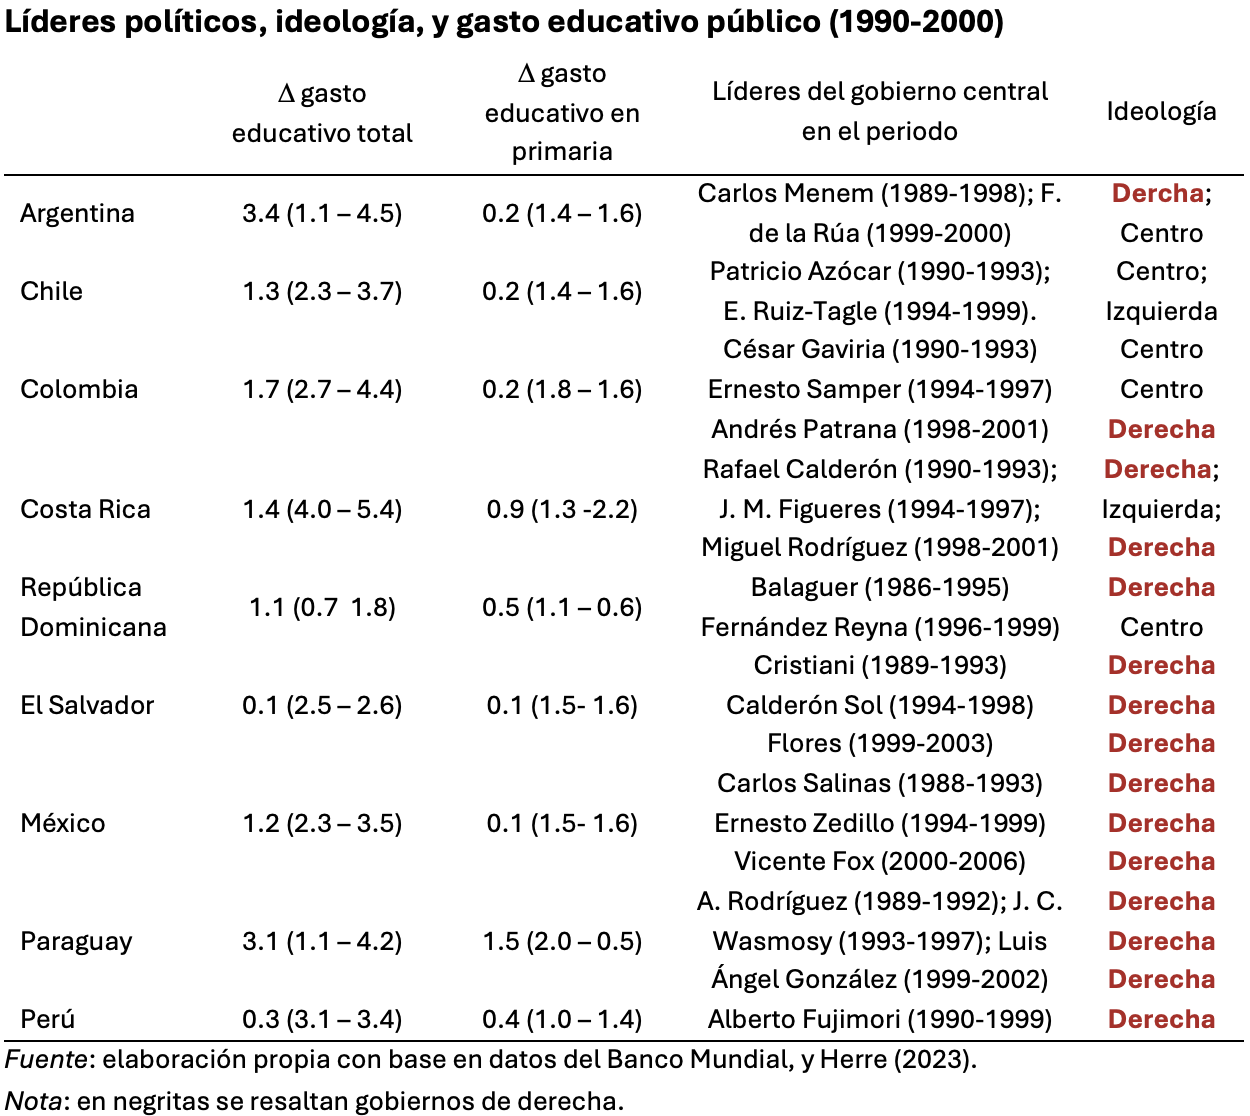 Líderes políticos, ideología, y gasto educativo público (1990-2000)
Δ gasto
educativo total
Δ gasto
educativo en
primaria
Líderes del gobierno central
en el periodo
Ideología
Argentina
3.4 (1.1 – 4.5)
0.2 (1.4 – 1.6)
Carlos Menem (1989-1998); F.
de la Rúa (1999-2000)
Dercha;
Centro
Chile
1.3 (2.3 – 3.7)
0.2 (1.4 – 1.6)
Patricio Azócar (1990-1993);
E. Ruiz-Tagle (1994-1999).
Centro;
Izquierda
Colombia
1.7 (2.7 – 4.4)
0.2 (1.8 – 1.6)
César Gaviria (1990-1993)
Ernesto Samper (1994-1997)
Andrés Patrana (1998-2001)
Centro
Centro
Derecha
Costa Rica
1.4 (4.0 – 5.4)
0.9 (1.3 -2.2)
Rafael Calderón (1990-1993);
J. M. Figueres (1994-1997);
Miguel Rodríguez (1998-2001)
Derecha;
Izquierda;
Derecha
República
Dominicana
1.1 (0.7  1.8)
0.5 (1.1 – 0.6)
Balaguer (1986-1995)
Fernández Reyna (1996-1999)
Derecha
Centro
El Salvador
0.1 (2.5 – 2.6)
0.1 (1.5- 1.6)
Cristiani (1989-1993)
Calderón Sol (1994-1998)
Flores (1999-2003)
Derecha
Derecha
Derecha
México
1.2 (2.3 – 3.5)
0.1 (1.5- 1.6)
Carlos Salinas (1988-1993)
Ernesto Zedillo (1994-1999)
Vicente Fox (2000-2006)
Derecha
Derecha
Derecha
Paraguay
3.1 (1.1 – 4.2)
1.5 (2.0 – 0.5)
A. Rodríguez (1989-1992); J. C.
Wasmosy (1993-1997); Luis
Ángel González (1999-2002)
Derecha
Derecha
Derecha
Perú
0.3 (3.1 – 3.4)
0.4 (1.0 – 1.4)
Alberto Fujimori (1990-1999)
Derecha
Fuente: elaboración propia con base en datos del Banco Mundial, y Herre (2023).
Nota: en negritas se resaltan gobiernos de derecha.